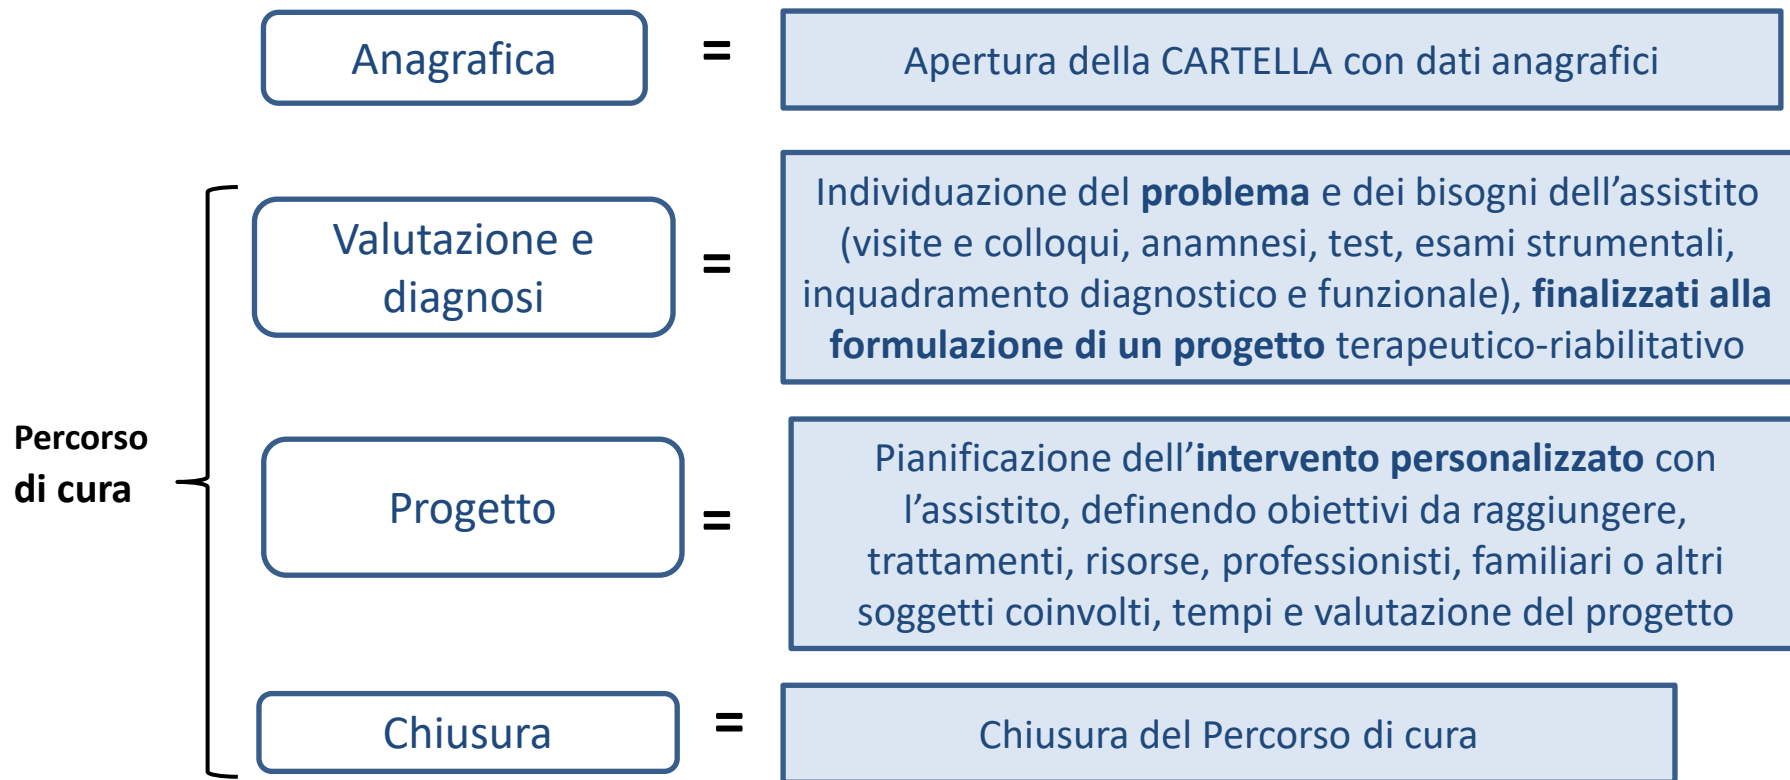 Anagrafica
=
Apertura della CARTELLA con dati anagrafici
Valutazione e
diagnosi
=
Individuazione del problema e dei bisogni dell’assistito
(visite e colloqui, anamnesi, test, esami strumentali,
inquadramento diagnostico e funzionale), finalizzati alla
formulazione di un progetto terapeutico-riabilitativo
Percorso
di cura
Progetto
=
Pianificazione dell’intervento personalizzato con
l’assistito, definendo obiettivi da raggiungere,
trattamenti, risorse, professionisti, familiari o altri
soggetti coinvolti, tempi e valutazione del progetto
Chiusura
=
Chiusura del Percorso di cura